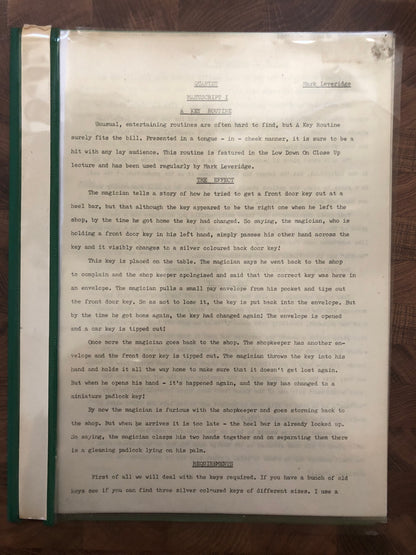 QUARTET Mark Leveridge
MANUSCRIPT I
A KEY ROUTINE
Unusual, entertaining routines are often hard to find, but A Key Routine
surely fits the bill. Presented in a tongue - in - cheek manner, it is sure to be a
hit with any lay audience. This routine is featured in the Low Down On Close Up
lecture and has been used regularly by Mark Leveridge.
THE EFFECT
The magician tells a story of how he tried to get a front door key cut at a
heel bar, but that although the key appeared to be the right one when he left the
shop, by the time he got home the key had changed. So saying, the magician, who is
holding a front door key in his left hand, simply passes his other hand across the
key and it visibly changes to a silver coloured back door key!
This key is placed on the table. The magician says he went back to the shop
to complain and the shop keeper apologised and said that the correct key was here in
an envelope. The magician pulls a small pay envelope from his pocket and tips out
the front door key. So as not to lose it, the key is put back into the envelope. But
by the time he got home again, the key had changed again! The envelope is opened
and a car key is tipped out!
Once more the magician goes back to the shop. The shopkeeper has another en-
velope and the front door key is tipped out. The magician throws the key into his
hand and holds it all the way home to make sure that it doesn't get lost again.
But when he opens his hand - it's happened again, and the key has changed to a
miniature padlock key!
By now the magician is furious with the shopkeeper and goes storming back to
the shop. But when he arrives it is too late - the heel bar is already locked up.
So saying, the magician clasps his two hands together and on separating them there
is a gleaming padlock lying on his palm.
REQUIREMENTS
First of all we will deal with the keys required. If you have a bunch of old
keys see if you can find three silver coloured keys of different sizes. I use a